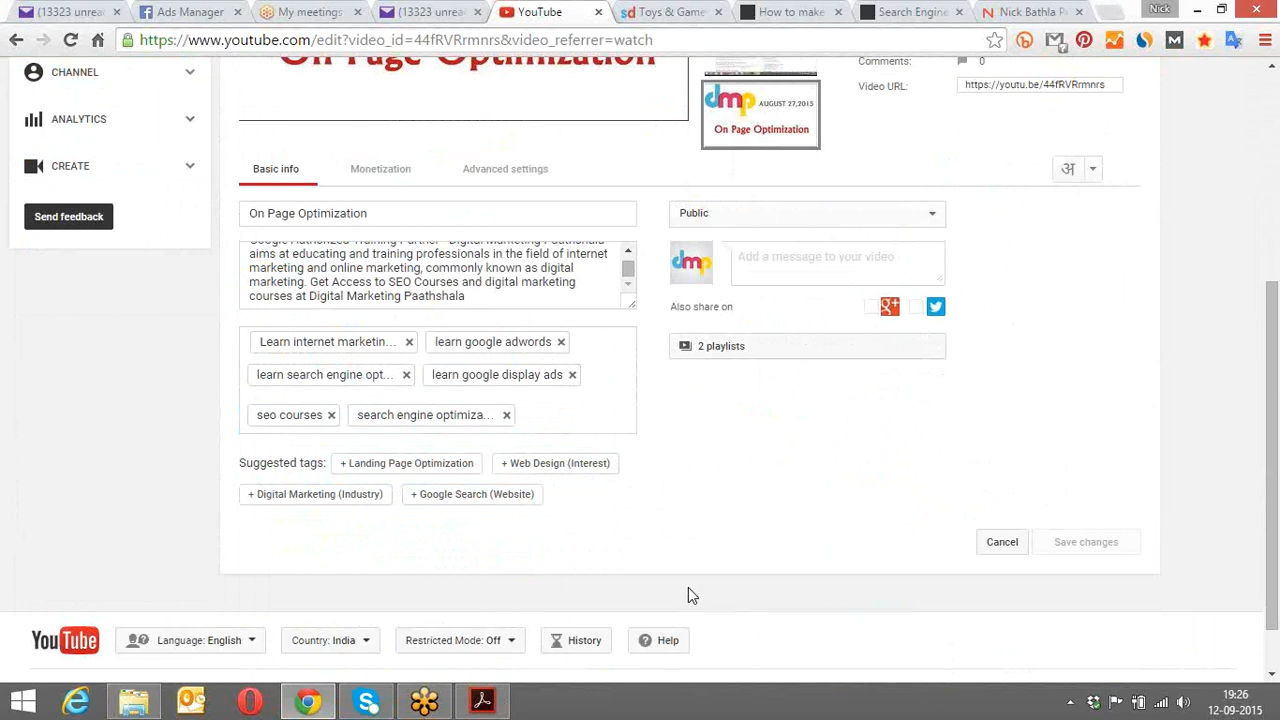 (13323 unrea
Ads Manager
My meetings
(13323 unrea
YouTube
Toys & Game
How to make
Search Engine
Nick Bathla P
Nick
https://www.youtube.com/edit?video_id=44fRVRrmnrs&video_referrer=watch
CHANNEL
ANALYTICS
CREATE
Send feedback
On Page Optimization
dmp AUGUST 27,2015
On Page Optimization
Comments: 0
Video URL: https://youtu.be/44fRVRrmnrs
Basic info Monetization Advanced settings
अ
On Page Optimization
Google Authorized Training Partner - Digital Marketing Paathshala
aims at educating and training professionals in the field of internet
marketing and online marketing, commonly known as digital
marketing. Get Access to SEO Courses and digital marketing
courses at Digital Marketing Paathshala
Learn internet marketin... × learn google adwords ×
learn search engine opt... × learn google display ads ×
seo courses × search engine optimiza... ×
Suggested tags: + Landing Page Optimization + Web Design (Interest)
+ Digital Marketing (Industry) + Google Search (Website)
Public
dmp
Add a message to your video
Also share on
2 playlists
Cancel Save changes
YouTube Language: English Country: India Restricted Mode: Off History Help
19:26
12-09-2015